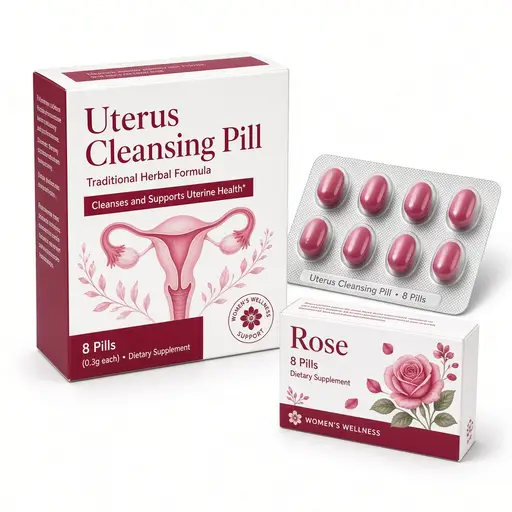 Uterus
Cleansing Pill
Traditional Herbal Formula
Cleanses and Supports Uterine Health*
WOMEN'S WELLNESS
SUPPORT
8 Pills
(0.3g each) • Dietary Supplement
Uterus Cleansing Pill • 8 Pills
Rose
8 Pills
Dietary Supplement
WOMEN'S WELLNESS